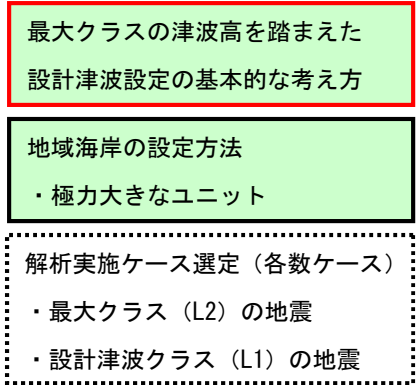 最大クラスの津波高を踏まえた
設計津波設定の基本的な考え方
地域海岸の設定方法
・極力大きなユニット
解析実施ケース選定（各数ケース）
・最大クラス（L2）の地震
・設計津波クラス（L1）の地震